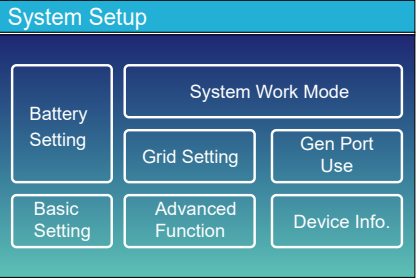 System Setup
Battery
Setting
System Work Mode
Grid Setting
Gen Port
Use
Basic
Setting
Advanced
Function
Device Info.